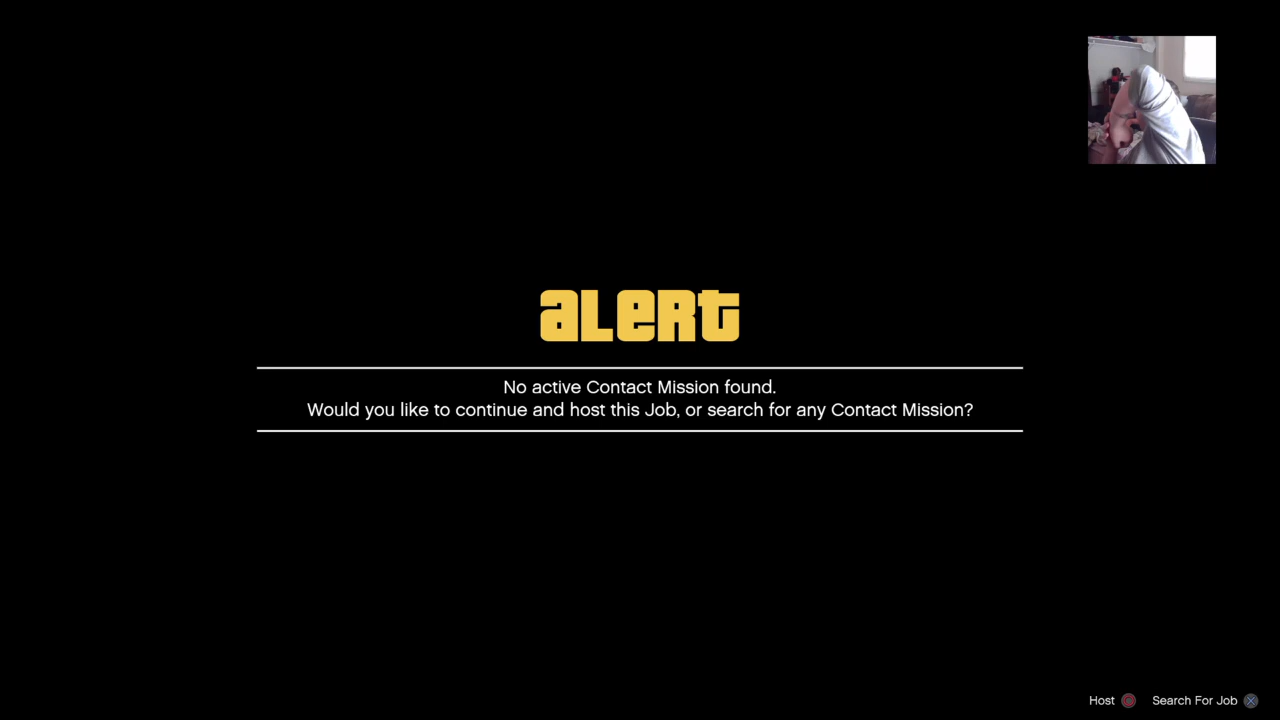 alert
No active Contact Mission found.
Would you like to continue and host this Job, or search for any Contact Mission?
Host Search For Job